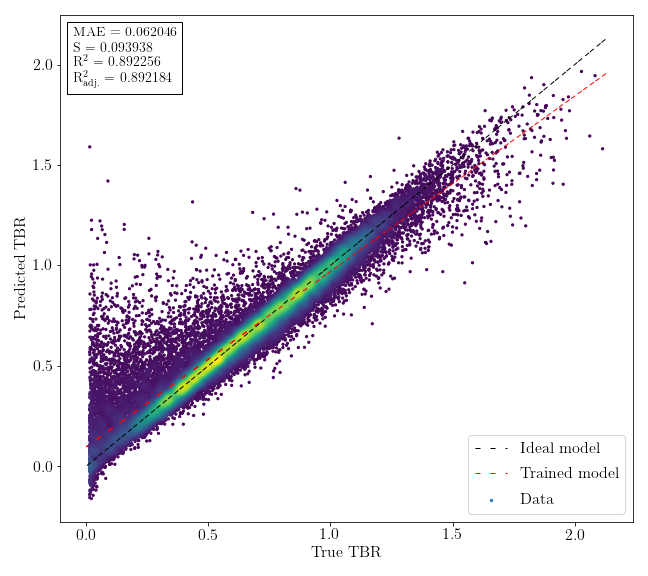 MAE = 0.062046
S = 0.093938
R² = 0.892256
R²adj. = 0.892184
2.0
1.5
1.0
0.5
0.0
Predicted TBR
Ideal model
Trained model
Data
0.0 0.5 1.0 1.5 2.0
True TBR